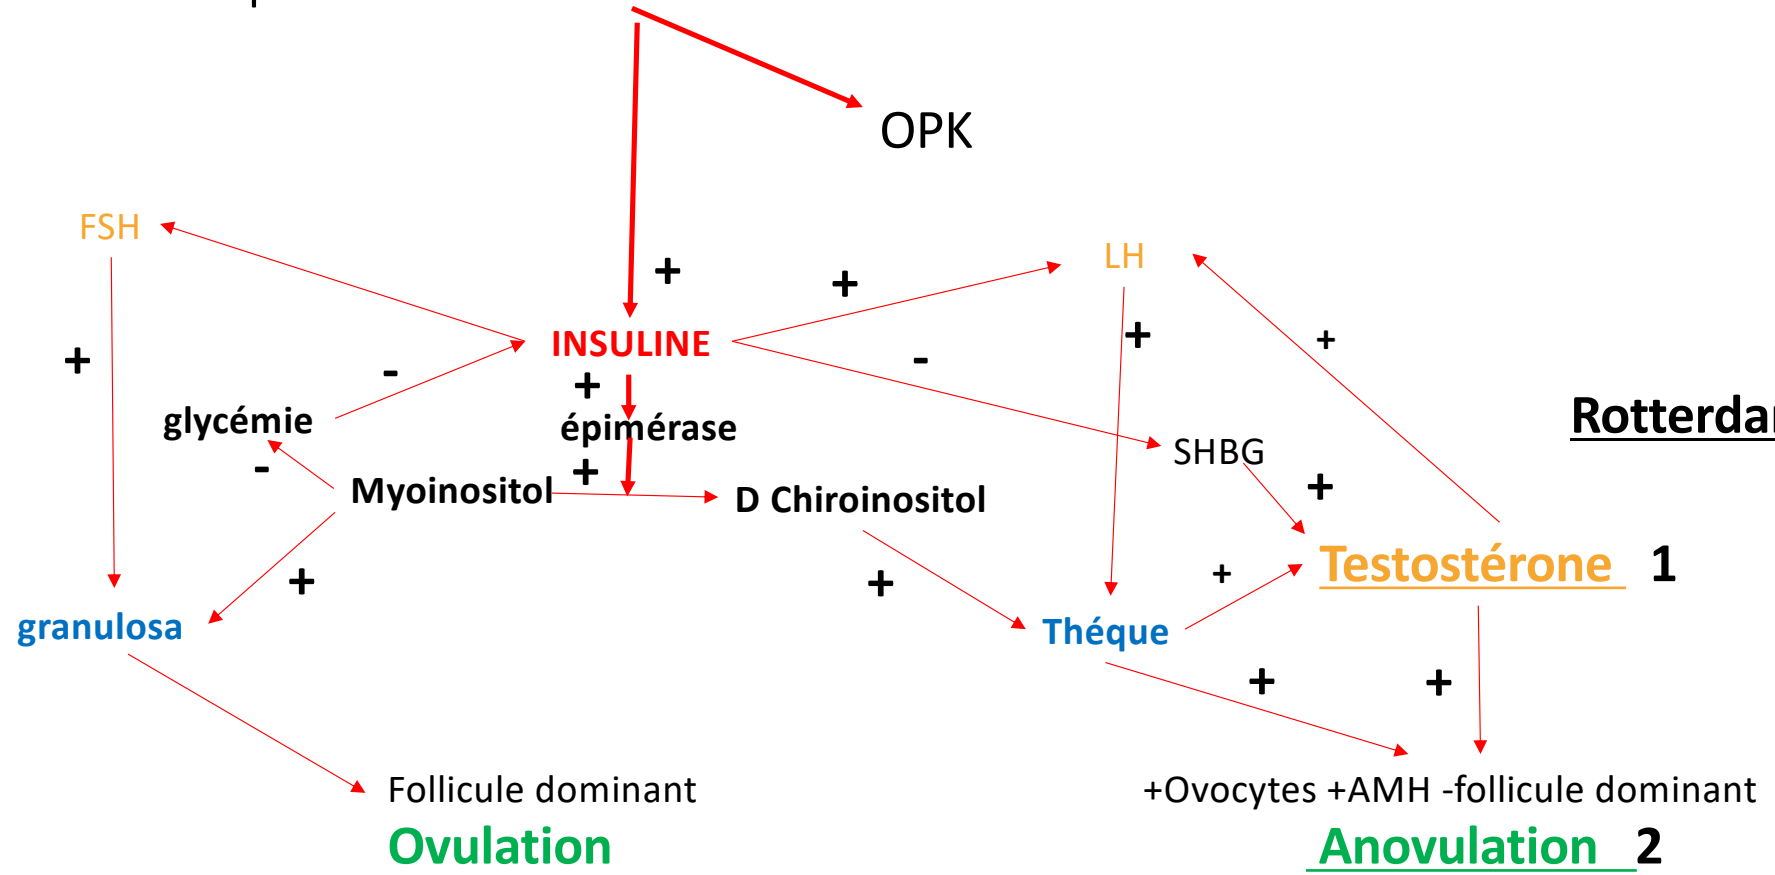 OPK
FSH
LH
+
+
+
+
+
INSULINE
-
-
+
glycémie
épimérase
Rotterdam
SHBG
-
+
+
Myoinositol
D Chiroinositol
Testostérone 1
+
+
+
granulosa
Théque
+
+
Follicule dominant
+Ovocytes +AMH -follicule dominant
Ovulation
Anovulation 2